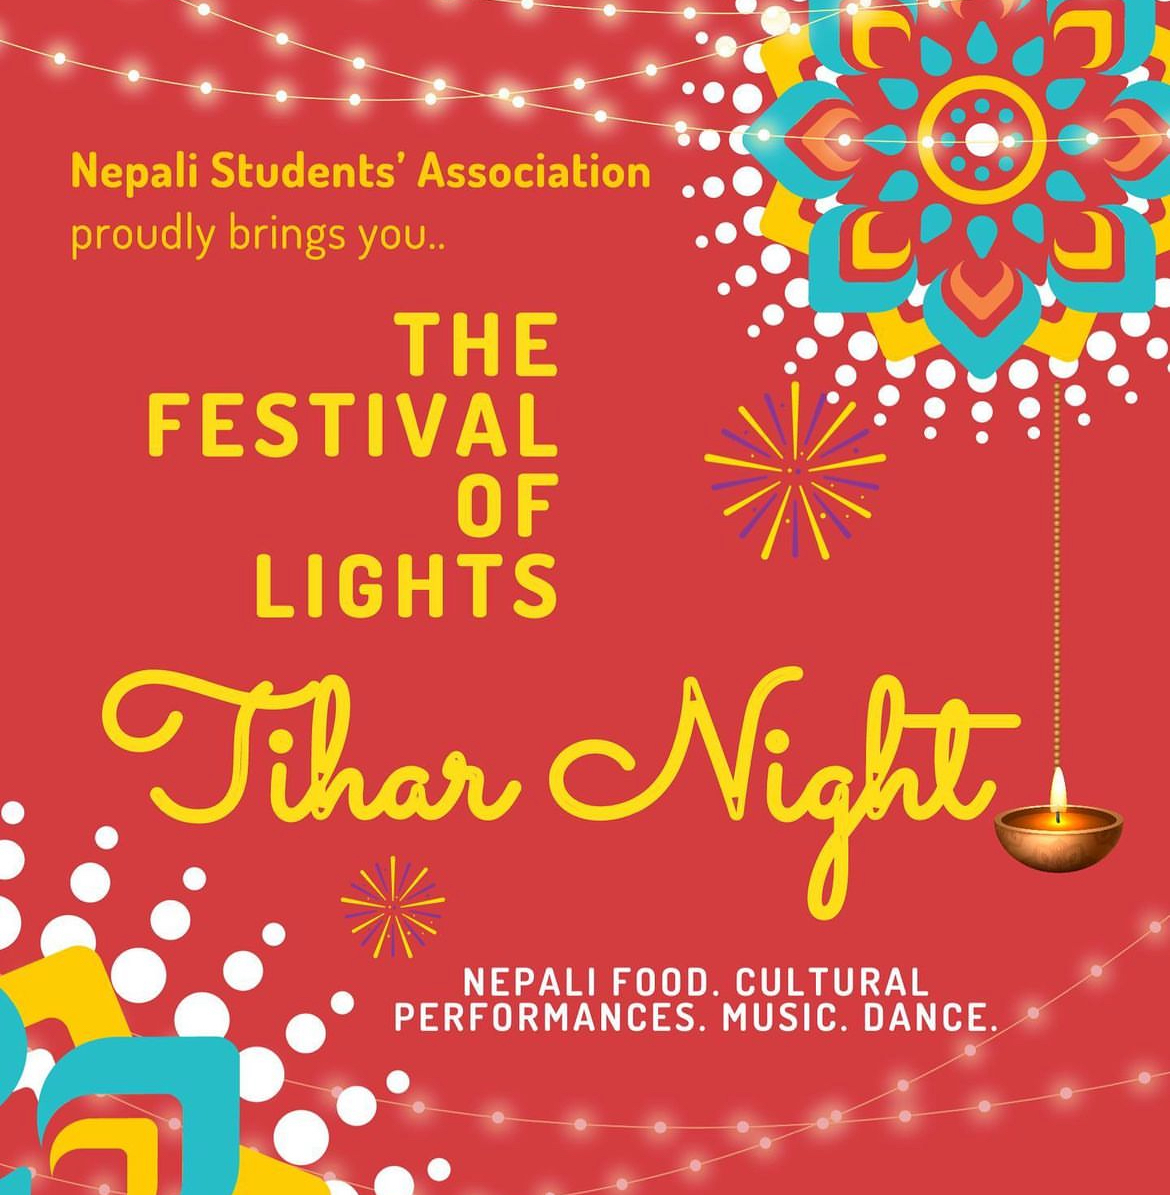 Nepali Students’ Association
proudly brings you..
THE
FESTIVAL
OF
LIGHTS
Tihar Night
NEPALI FOOD. CULTURAL
PERFORMANCES. MUSIC. DANCE.